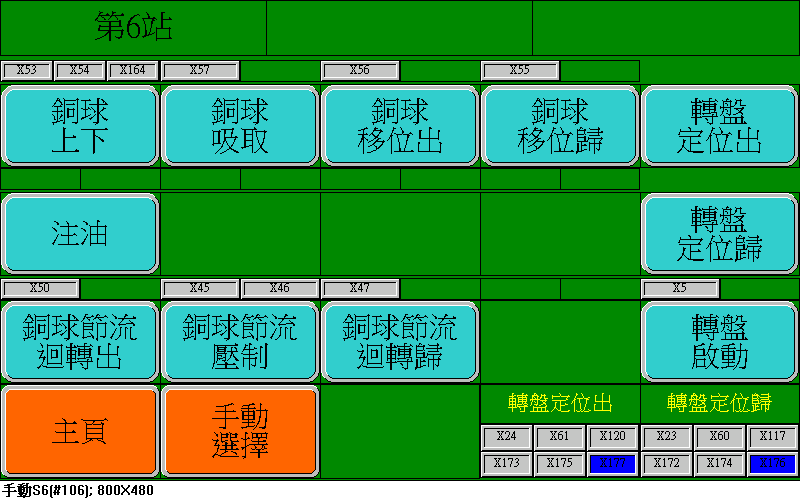 第6站
X53 X54 X164 X57 X56 X55
銅球 銅球 銅球 銅球 轉盤
上下 吸取 移位出 移位歸 定位出
注油 轉盤
定位歸
X50 X45 X46 X47 X5
銅球節流 銅球節流 銅球節流 轉盤
迴轉出 壓制 迴轉歸 啟動
主頁 手動
選擇
轉盤定位出 轉盤定位歸
X24 X61 X120 X23 X60 X117
X173 X175 X177 X172 X174 X176
手動S6(#106); 800X480